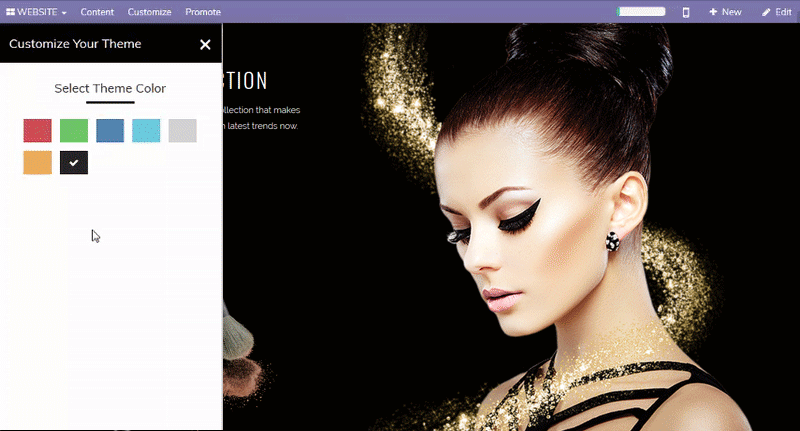 WEBSITE Content Customize Promote New Edit
Customize Your Theme
Select Theme Color
TION
llection that makes
latest trends now.